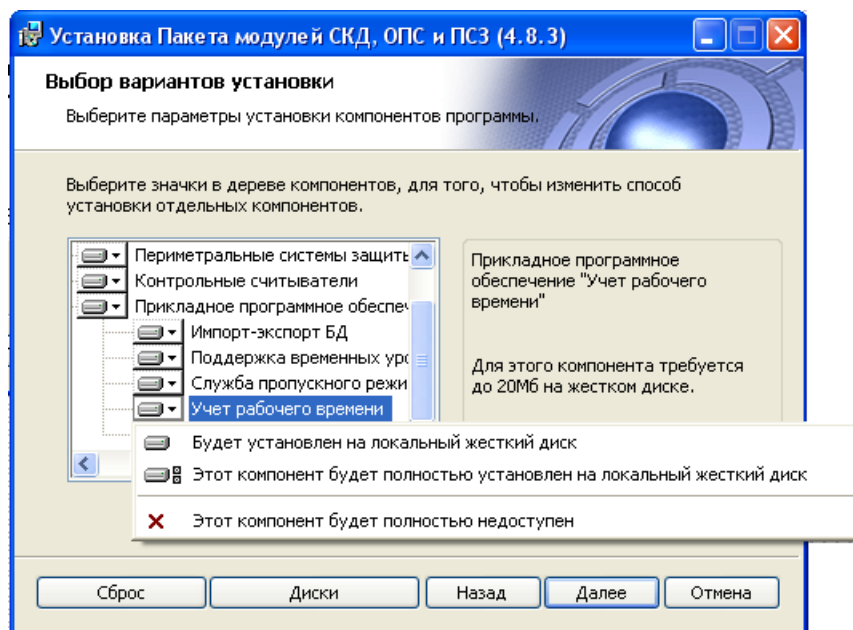 Установка Пакета модулей СКД, ОПС и ПСЗ (4.8.3)
Выбор вариантов установки
Выберите параметры установки компонентов программы.
Выберите значки в дереве компонентов, для того, чтобы изменить способ
установки отдельных компонентов.
Периметральные системы защить
Контрольные считыватели
Прикладное программное обеспеч
Импорт-экспорт БД
Поддержка временных уро
Служба пропускного режи
Учет рабочего времени
Прикладное программное
обеспечение "Учет рабочего
времени"
Для этого компонента требуется
до 20Мб на жестком диске.
Будет установлен на локальный жесткий диск
Этот компонент будет полностью установлен на локальный жесткий диск
Этот компонент будет полностью недоступен
Сброс
Диски
Назад
Далее
Отмена